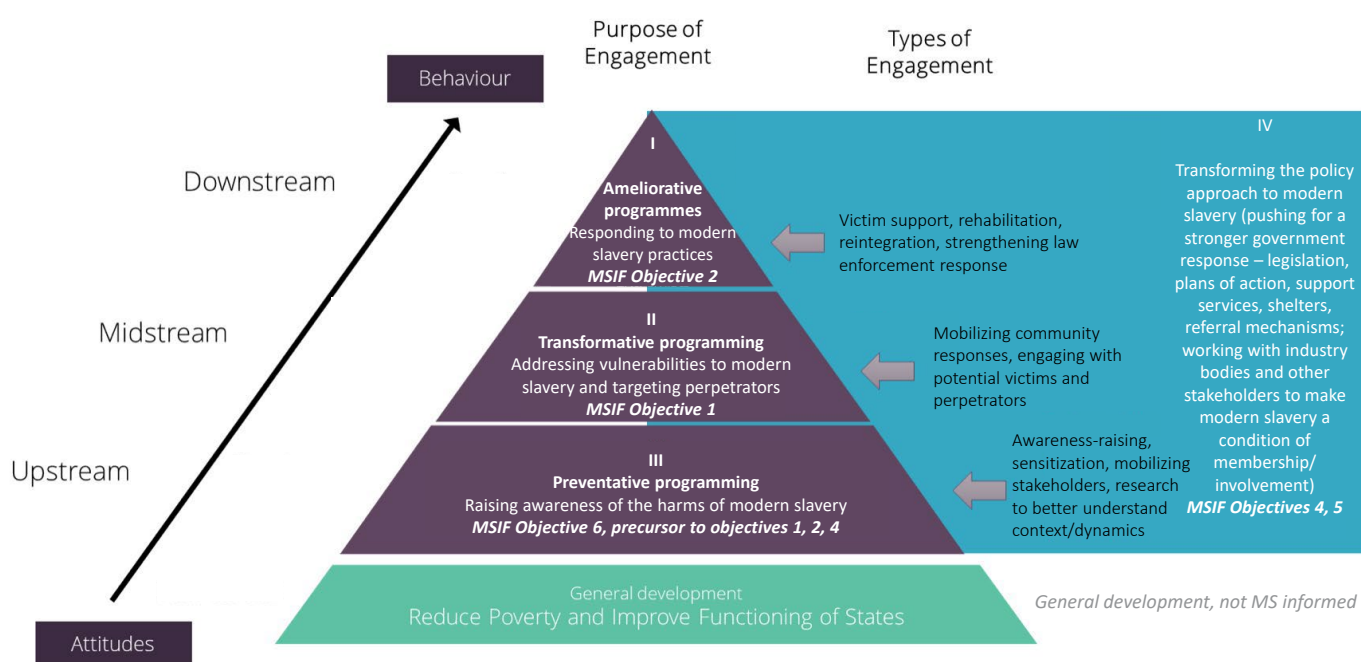 Purpose of
Engagement
Types of
Engagement
Behaviour
Downstream
Midstream
Upstream
Attitudes
I
Ameliorative
programmes
Responding to modern
slavery practices
MSIF Objective 2
II
Transformative programming
Addressing vulnerabilities to modern
slavery and targeting perpetrators
MSIF Objective 1
III
Preventative programming
Raising awareness of the harms of modern slavery
MSIF Objective 6, precursor to objectives 1, 2, 4
General development
Reduce Poverty and Improve Functioning of States
Victim support, rehabilitation,
reintegration, strengthening law
enforcement response
Mobilizing community
responses, engaging with
potential victims and
perpetrators
Awareness-raising,
sensitization, mobilizing
stakeholders, research
to better understand
context/dynamics
IV
Transforming the policy
approach to modern
slavery (pushing for a
stronger government
response – legislation,
plans of action, support
services, shelters,
referral mechanisms;
working with industry
bodies and other
stakeholders to make
modern slavery a
condition of
membership/
involvement)
MSIF Objectives 4, 5
General development, not MS informed